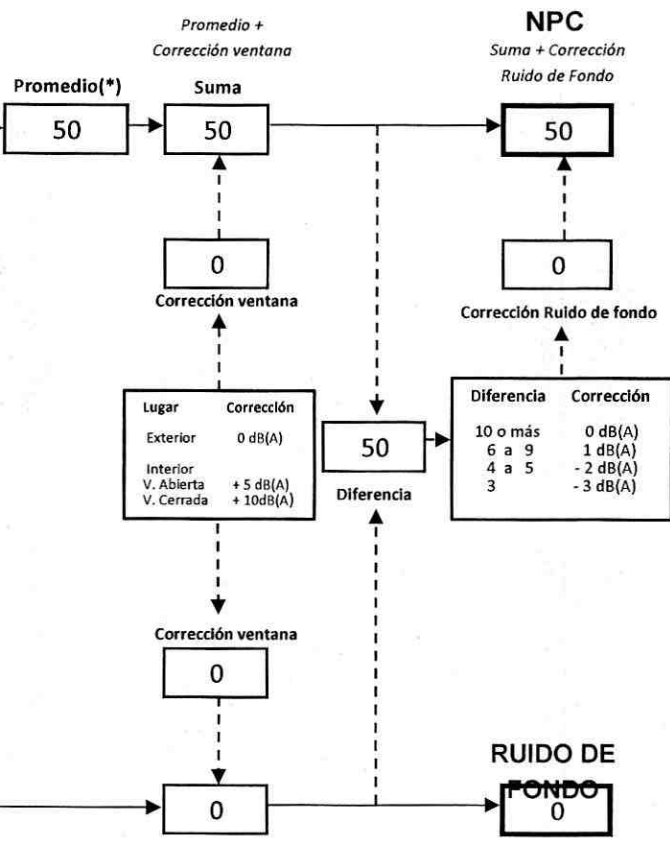 Promedio +
Corrección ventana
NPC
Suma + Corrección
Ruido de Fondo
Promedio(*)
Suma
50
50
50
0
Corrección ventana
0
Corrección Ruido de fondo
Lugar Corrección
Exterior 0 dB(A)
Interior
V. Abierta + 5 dB(A)
V. Cerrada + 10dB(A)
50
Diferencia
Diferencia Corrección
10 o más 0 dB(A)
6 a 9 1 dB(A)
4 a 5 - 2 dB(A)
3 - 3 dB(A)
Corrección ventana
0
0
RUIDO DE
FONDO
0